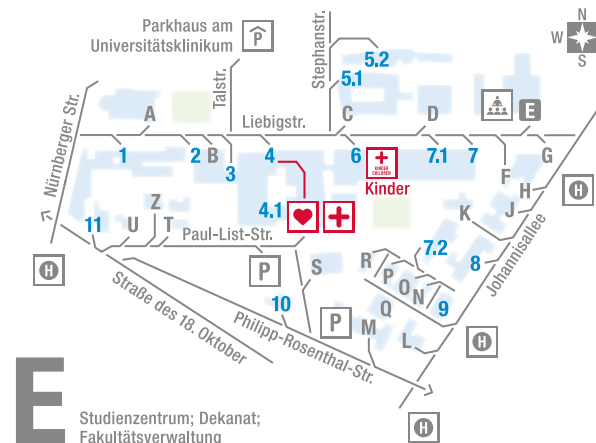 Parkhaus am
Universitätsklinikum
P
N
W
S
Stephanstr.
5.2
5.1
Talstr.
Nürnberger Str.
A
Liebigstr.
C
D
E
1
2
B
3
4
6
KINDER
CHILDREN
Kinder
7.1
7
F
G
H
J
K
H
4.1
Z
11
U
T
Paul-List-Str.
P
S
R
P
O
N
7.2
8
9
Johannisallee
H
Straße des 18. Oktober
10
Philipp-Rosenthal-Str.
P
Q
M
L
H
H
E
Studienzentrum; Dekanat;
Fakultätsverwaltung